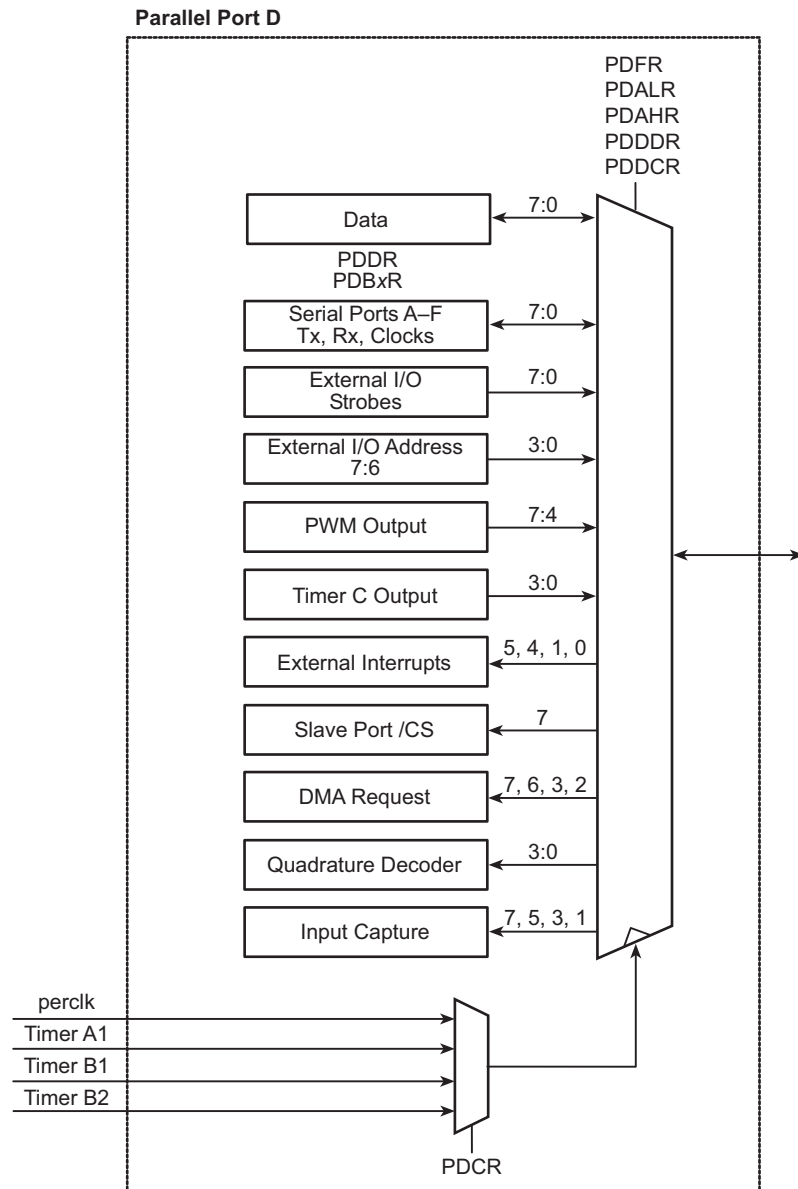 Parallel Port D
PDFR
PDALR
PDAHR
PDDDR
PDDCR
Data
7:0
PDDR
PDBxR
Serial Ports A–F
Tx, Rx, Clocks
7:0
External I/O
Strobes
7:0
External I/O Address
7:6
3:0
PWM Output
7:4
Timer C Output
3:0
External Interrupts
5, 4, 1, 0
Slave Port /CS
7
DMA Request
7, 6, 3, 2
Quadrature Decoder
3:0
Input Capture
7, 5, 3, 1
perclk
Timer A1
Timer B1
Timer B2
PDCR